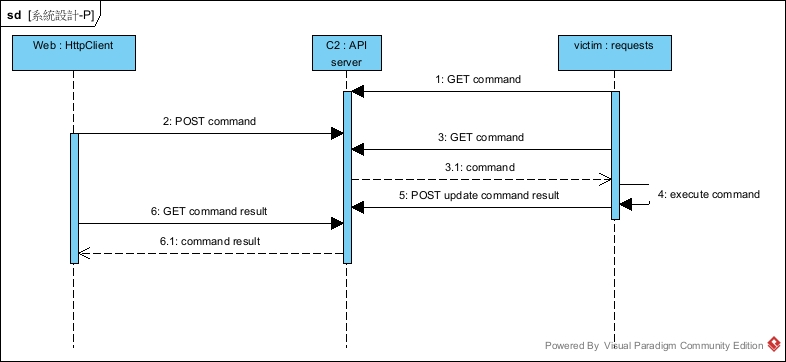 sd [系統設計-P]
Web : HttpClient
C2 : API
server
victim : requests
1: GET command
2: POST command
3: GET command
3.1: command
4: execute command
5: POST update command result
6: GET command result
6.1: command result
Powered By Visual Paradigm Community Edition